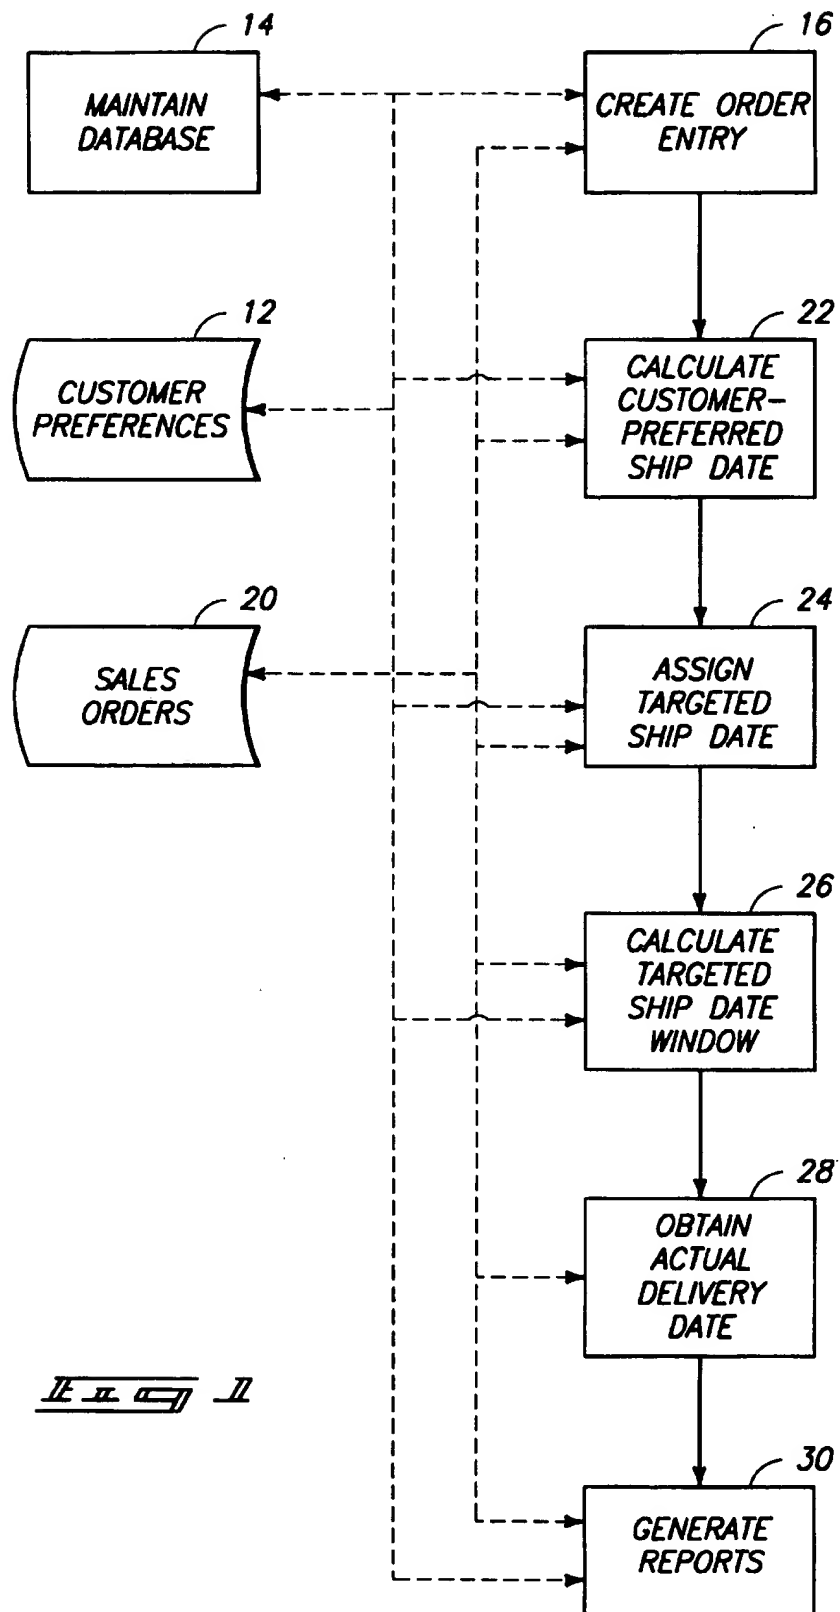 14
MAINTAIN
DATABASE
16
CREATE ORDER
ENTRY
12
CUSTOMER
PREFERENCES
22
CALCULATE
CUSTOMER-
PREFERRED
SHIP DATE
20
SALES
ORDERS
24
ASSIGN
TARGETED
SHIP DATE
26
CALCULATE
TARGETED
SHIP DATE
WINDOW
28
OBTAIN
ACTUAL
DELIVERY
DATE
Fig 1
30
GENERATE
REPORTS